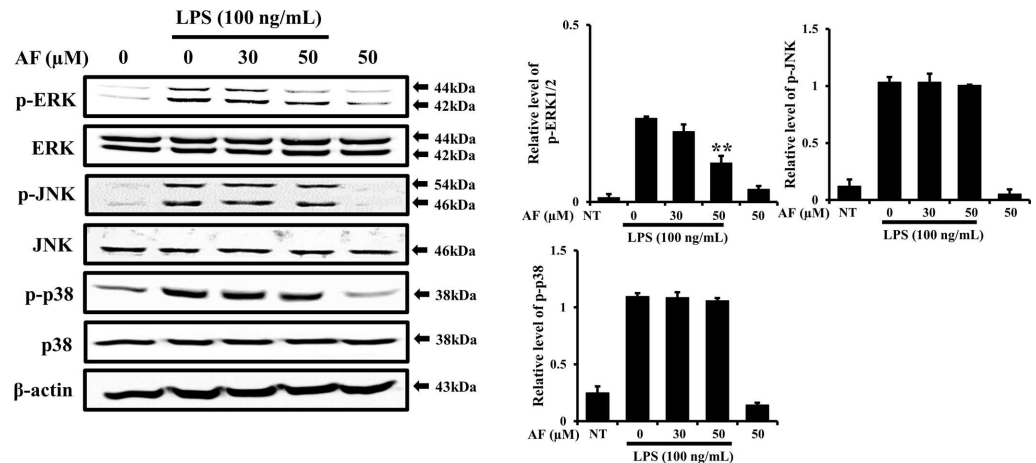 LPS (100 ng/mL)
AF (µM) 0 0 30 50 50
p-ERK 44kDa
42kDa
ERK 44kDa
42kDa
p-JNK 54kDa
46kDa
JNK 46kDa
p-p38 38kDa
p38 38kDa
β-actin 43kDa
Relative level of
p-ERK1/2
0.5
0
**
AF (µM) NT 0 30 50 50
LPS (100 ng/mL)
Relative level of p-JNK
1.5
1
0.5
0
AF (µM) NT 0 30 50 50
LPS (100 ng/mL)
Relative level of p-p38
1.5
1
0.5
0
AF (µM) NT 0 30 50 50
LPS (100 ng/mL)